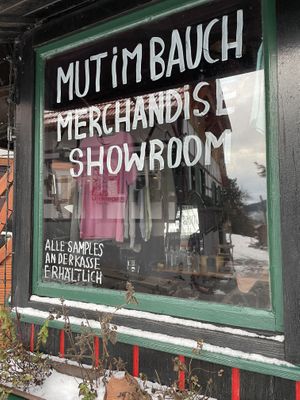 MUT iM BAUCH
MERCHANDiSE
SHOWROOM
ALLE SAMPLES
AN DER KASSE
ERHÄLTLiCH